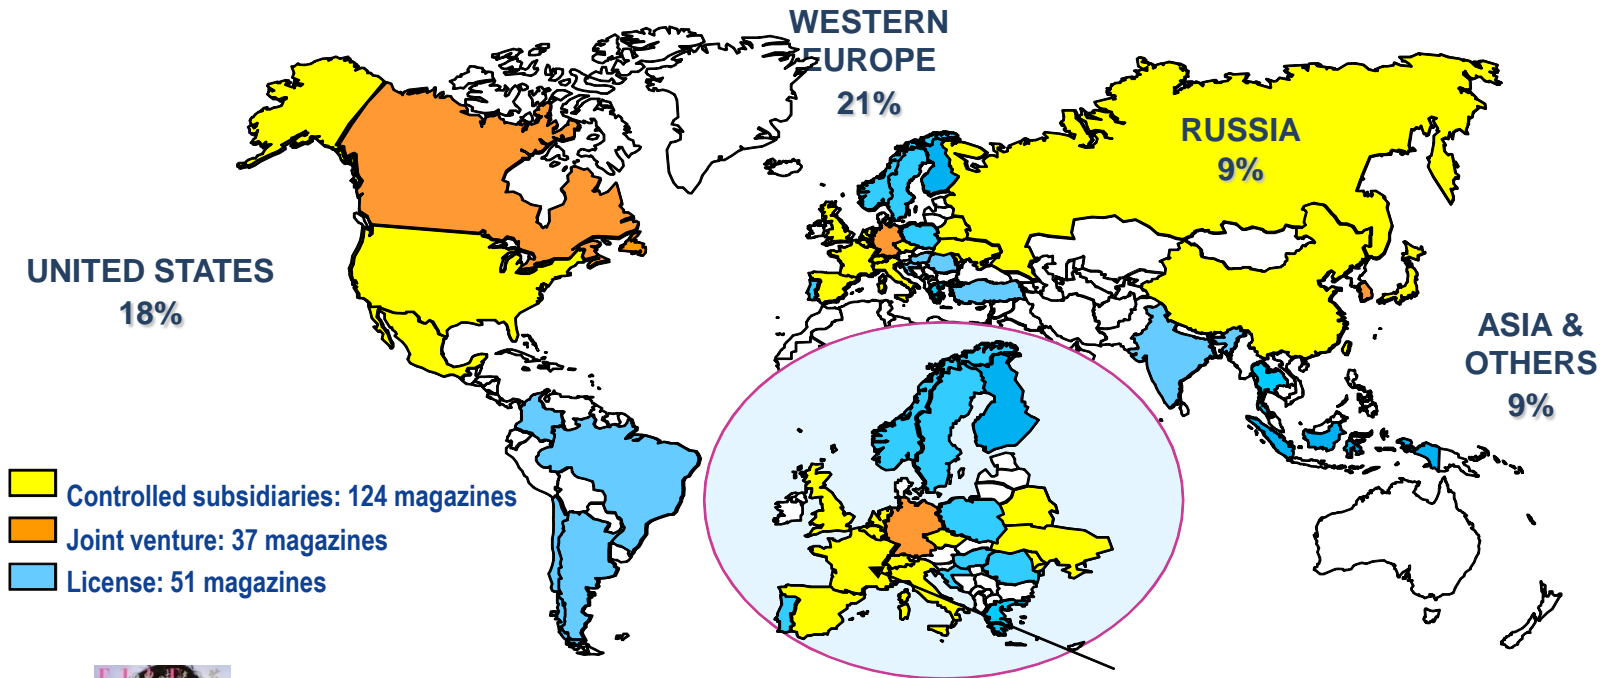 WESTERN
EUROPE
21%
RUSSIA
9%
UNITED STATES
18%
ASIA &
OTHERS
9%
Controlled subsidiaries: 124 magazines
Joint venture: 37 magazines
License: 51 magazines